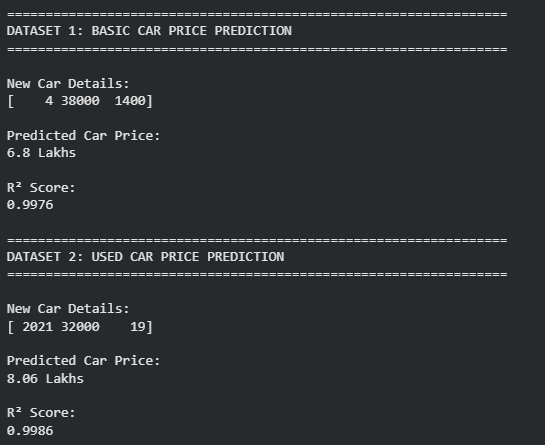 =================================================================
DATASET 1: BASIC CAR PRICE PREDICTION
=================================================================
New Car Details:
[    4 38000  1400]
Predicted Car Price:
6.8 Lakhs
R² Score:
0.9976
=================================================================
DATASET 2: USED CAR PRICE PREDICTION
=================================================================
New Car Details:
[ 2021 32000    19]
Predicted Car Price:
8.06 Lakhs
R² Score:
0.9986